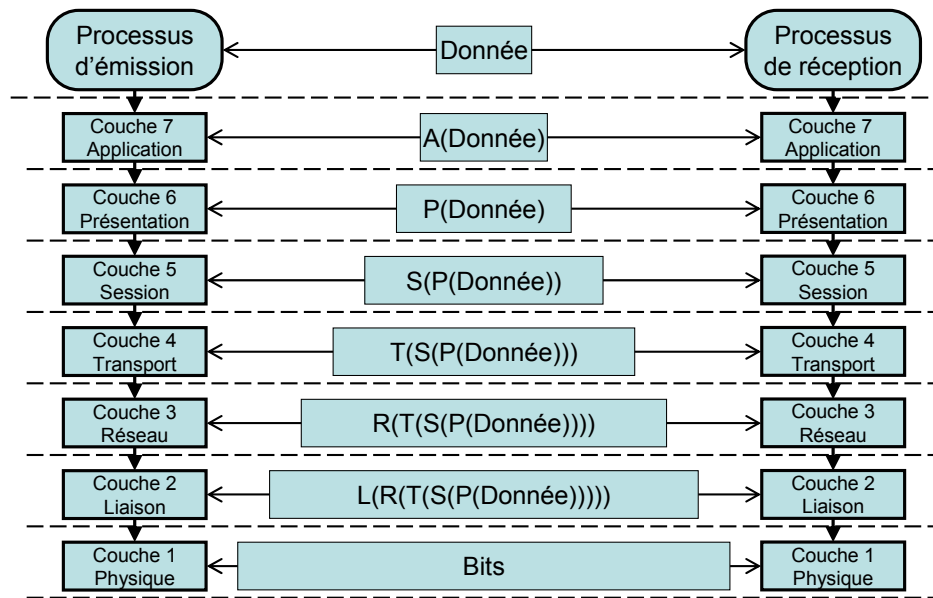 Processus
d'émission
Donnée
Processus
de réception
Couche 7
Application
A(Donnée)
Couche 7
Application
Couche 6
Présentation
P(Donnée)
Couche 6
Présentation
Couche 5
Session
S(P(Donnée))
Couche 5
Session
Couche 4
Transport
T(S(P(Donnée)))
Couche 4
Transport
Couche 3
Réseau
R(T(S(P(Donnée))))
Couche 3
Réseau
Couche 2
Liaison
L(R(T(S(P(Donnée)))))
Couche 2
Liaison
Couche 1
Physique
Bits
Couche 1
Physique